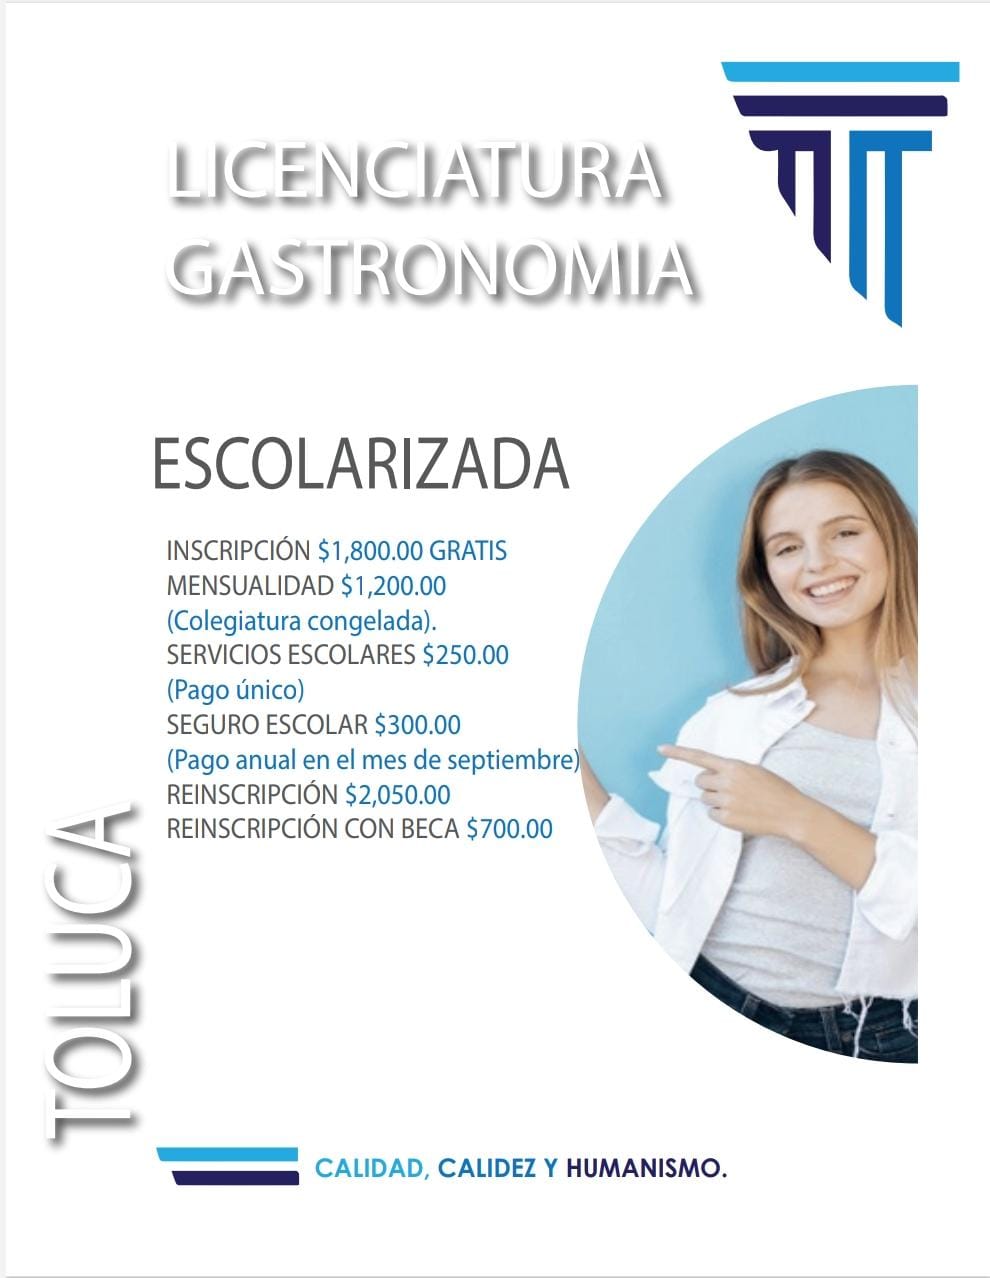 LICENCIATURA
GASTRONOMIA
ESCOLARIZADA
INSCRIPCIÓN $1,800.00 GRATIS
MENSUALIDAD $1,200.00
(Colegiatura congelada).
SERVICIOS ESCOLARES $250.00
(Pago único)
SEGURO ESCOLAR $300.00
(Pago anual en el mes de septiembre)
REINSCRIPCIÓN $2,050.00
REINSCRIPCIÓN CON BECA $700.00
TOLUCA
CALIDAD, CALIDEZ Y HUMANISMO.